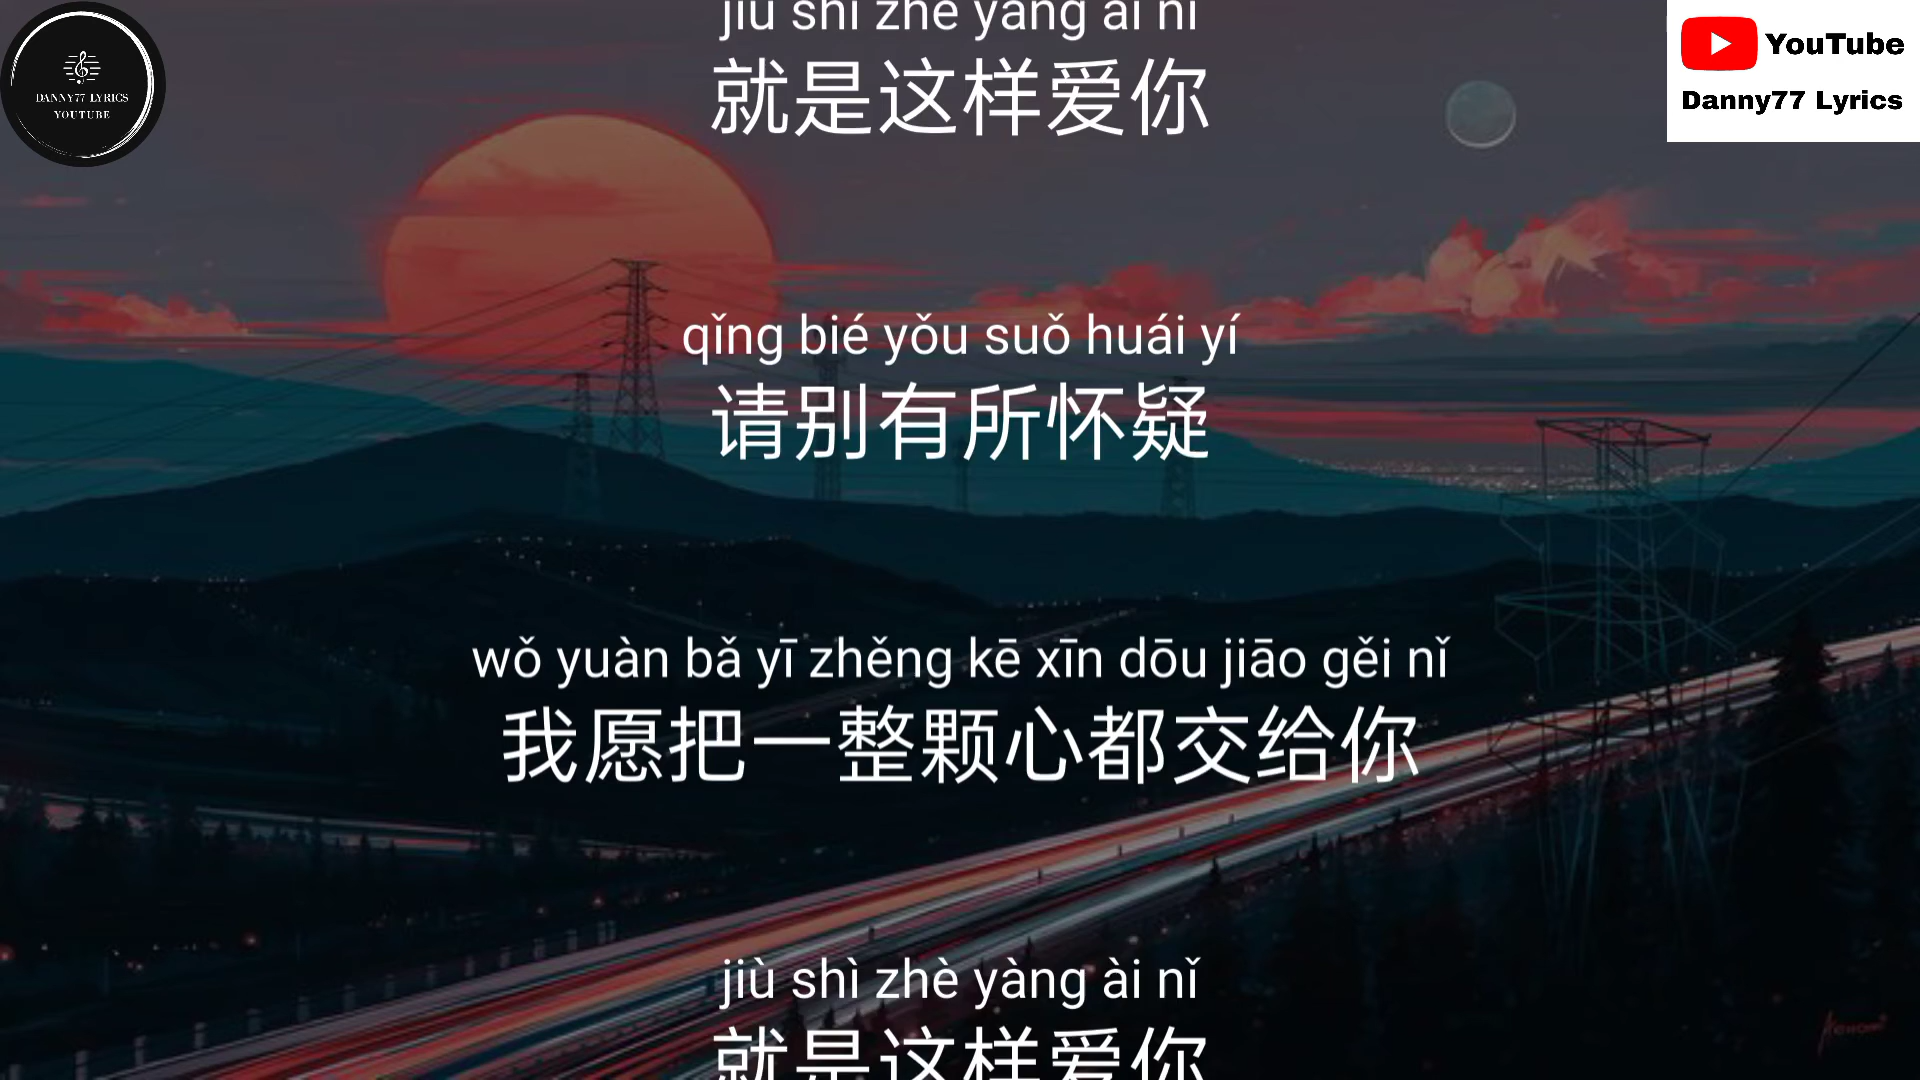 DANNY77 LYRICS
YOUTUBE
YouTube
Danny77 Lyrics
jiù shì zhè yàng ài nǐ
就是这样爱你
qǐng bié yǒu suǒ huái yí
请别有所怀疑
wǒ yuàn bǎ yī zhěng kē xīn dōu jiāo gěi nǐ
我愿把一整颗心都交给你
jiù shì zhè yàng ài nǐ
就是这样爱你